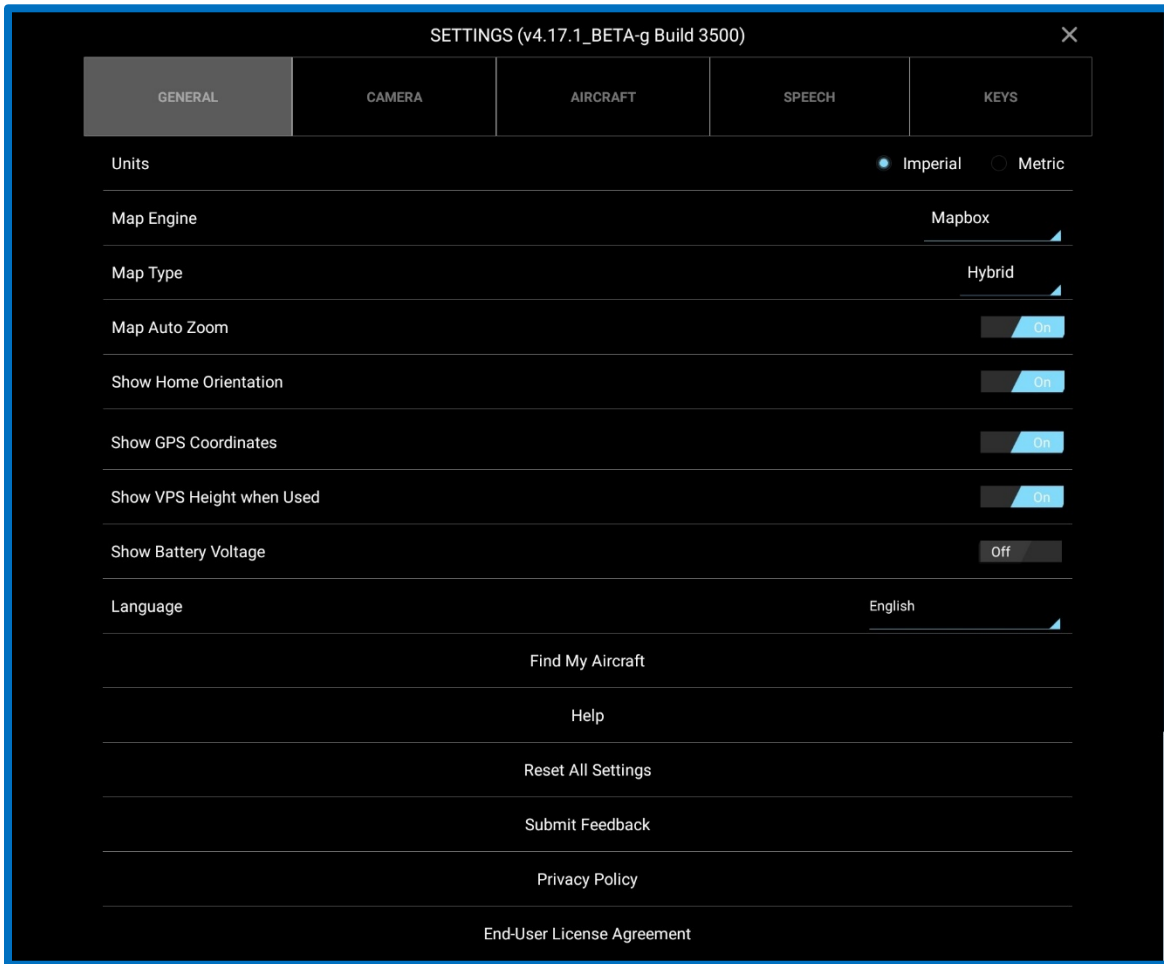 SETTINGS (v4.17.1_BETA-g Build 3500)
GENERAL CAMERA AIRCRAFT SPEECH KEYS
Units Imperial Metric
Map Engine Mapbox
Map Type Hybrid
Map Auto Zoom On
Show Home Orientation On
Show GPS Coordinates On
Show VPS Height when Used On
Show Battery Voltage Off
Language English
Find My Aircraft
Help
Reset All Settings
Submit Feedback
Privacy Policy
End-User License Agreement